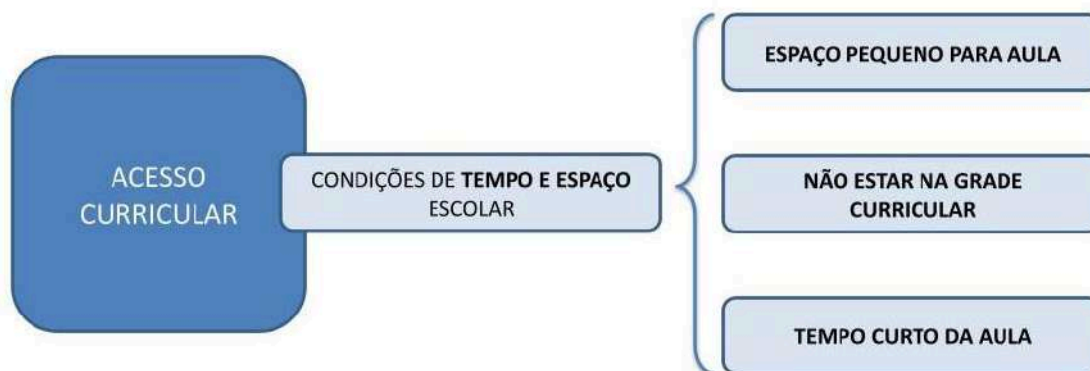 ACESSO
CURRICULAR
CONDIÇÕES DE TEMPO E ESPAÇO
ESCOLAR
ESPAÇO PEQUENO PARA AULA
NÃO ESTAR NA GRADE
CURRICULAR
TEMPO CURTO DA AULA